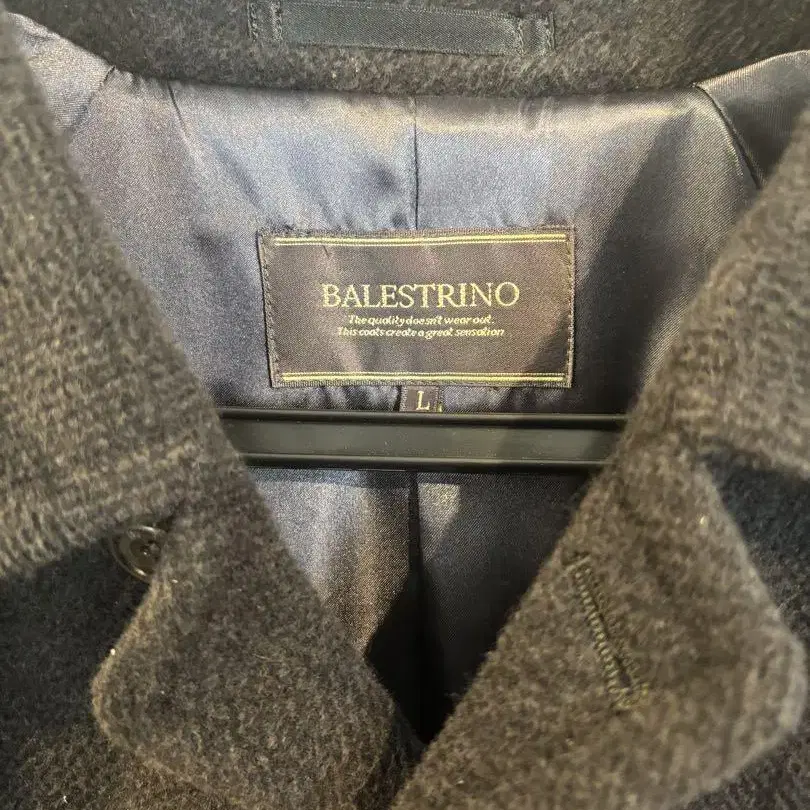 BALESTRINO
The quality doesn't wear out.
This coats create a great sensation
L